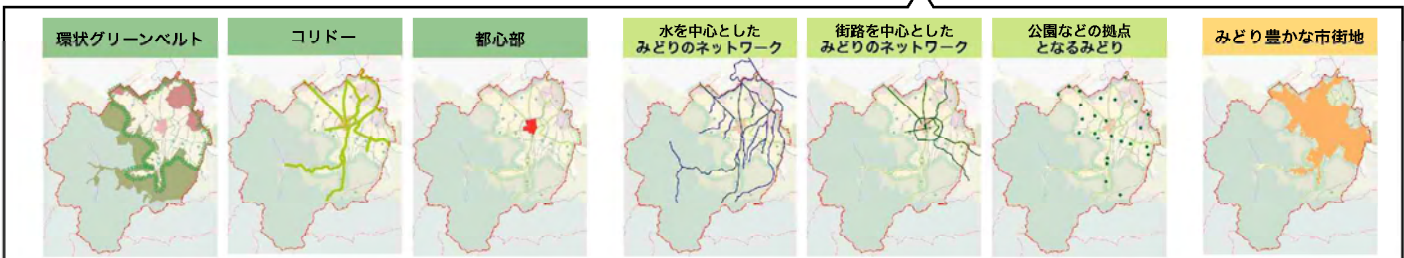 環状グリーンベルト
コリドー
都心部
水を中心とした
みどりのネットワーク
街路を中心とした
みどりのネットワーク
公園などの拠点
となるみどり
みどり豊かな市街地